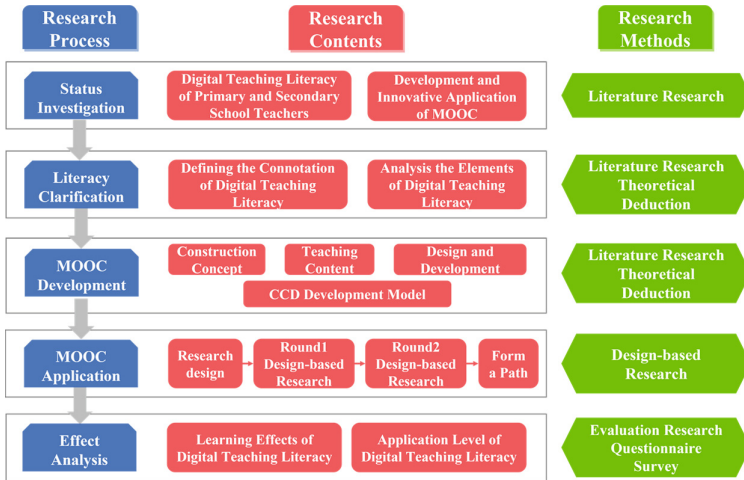 Research
Process
Research
Contents
Research
Methods
Status
Investigation
Digital Teaching Literacy
of Primary and Secondary
School Teachers
Development and
Innovative Application
of MOOC
Literature Research
Literacy
Clarification
Defining the Connotation
of Digital Teaching
Literacy
Analysis the Elements
of Digital Teaching
Literacy
Literature Research
Theoretical
Deduction
MOOC
Development
Construction
Concept
Teaching
Content
Design and
Development
CCD Development Model
Literature Research
Theoretical
Deduction
MOOC
Application
Research
design
Round1
Design-based
Research
Round2
Design-based
Research
Form
a Path
Design-based
Research
Effect
Analysis
Learning Effects of
Digital Teaching Literacy
Application Level of
Digital Teaching Literacy
Evaluation Research
Questionnaire
Survey